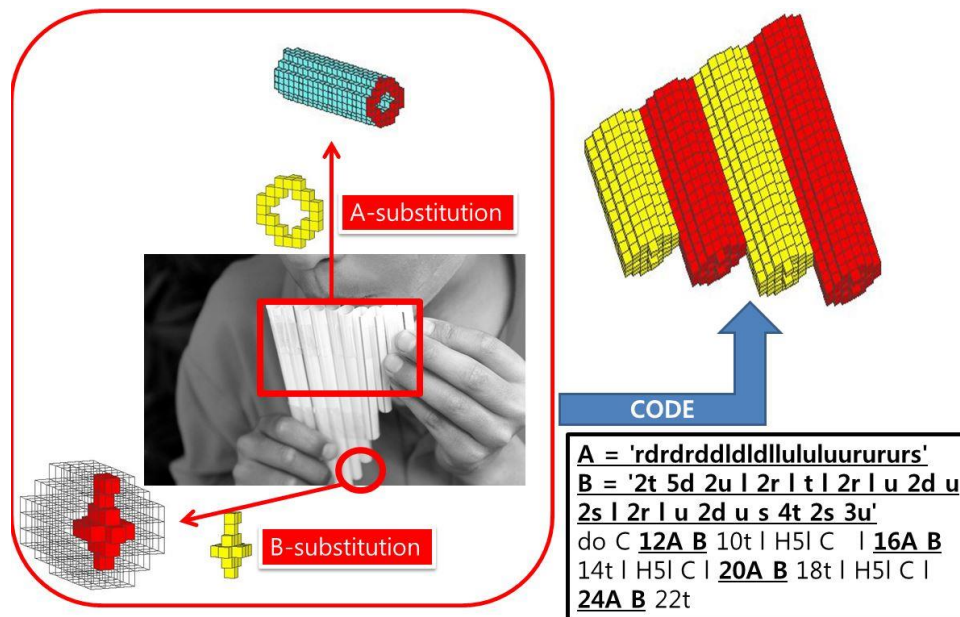 A-substitution
B-substitution
CODE
A = 'rdrdrddldldllululuurururs'
B = '2t 5d 2u l 2r l t l 2r l u 2d u
2s l 2r l u 2d u s 4t 2s 3u'
do C 12A B 10t l H5l C l 16A B
14t l H5l C l 20A B 18t l H5l C l
24A B 22t